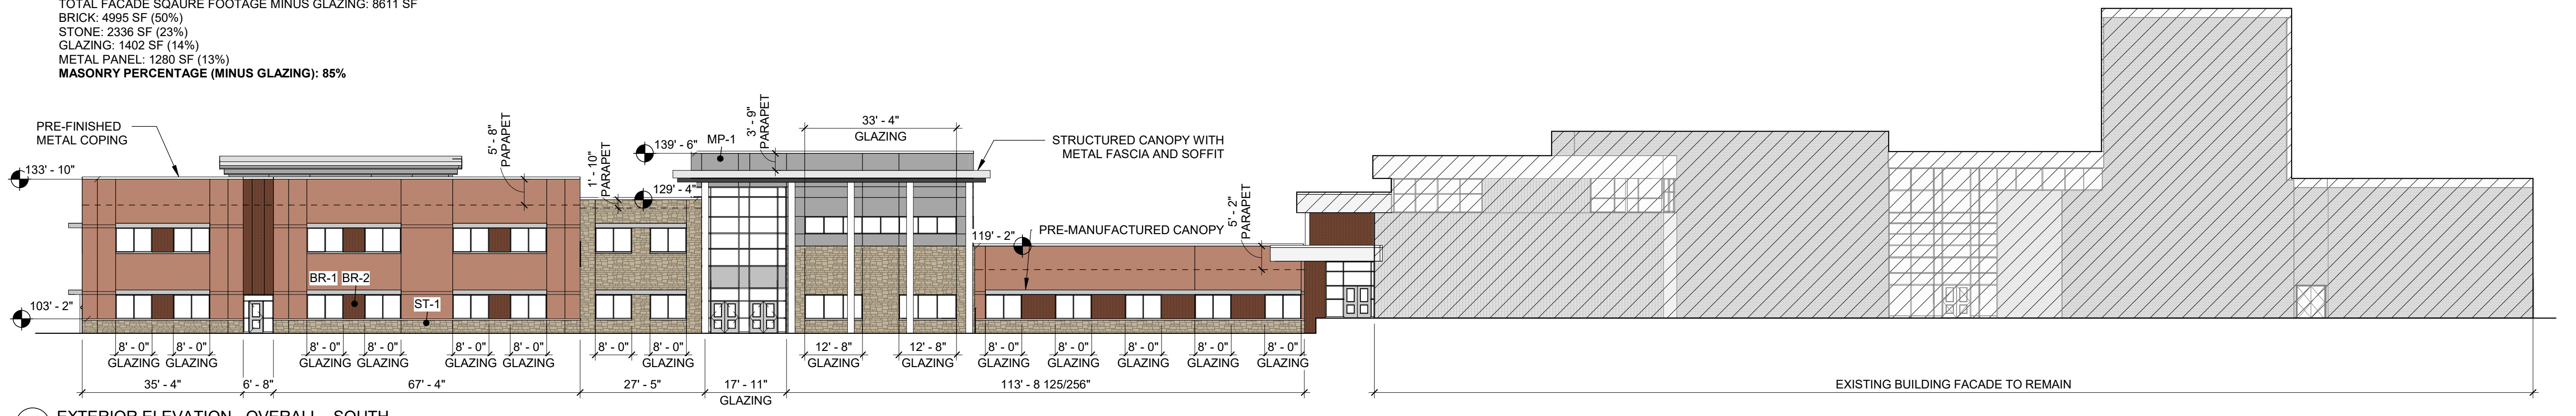 TOTAL FACADE SQAURE FOOTAGE MINUS GLAZING: 8611 SF
BRICK: 4995 SF (50%)
STONE: 2336 SF (23%)
GLAZING: 1402 SF (14%)
METAL PANEL: 1280 SF (13%)
MASONRY PERCENTAGE (MINUS GLAZING): 85%
PRE-FINISHED
METAL COPING
133' - 10"
103' - 2"
5' - 8"
PAPAPET
1' - 10"
PARAPET
139' - 6"
129' - 4"
MP-1
3' - 9"
PARAPET
33' - 4"
GLAZING
STRUCTURED CANOPY WITH
METAL FASCIA AND SOFFIT
119' - 2"
PRE-MANUFACTURED CANOPY
5' - 2"
PARAPET
BR-1 BR-2
ST-1
8' - 0" 8' - 0" 8' - 0" 8' - 0" 8' - 0" 8' - 0" 8' - 0" 8' - 0" 12' - 8" 12' - 8" 8' - 0" 8' - 0" 8' - 0" 8' - 0" 8' - 0"
GLAZING GLAZING GLAZING GLAZING GLAZING GLAZING GLAZING GLAZING GLAZING GLAZING GLAZING GLAZING GLAZING GLAZING
35' - 4" 6' - 8" 67' - 4" 27' - 5" 17' - 11" 113' - 8 125/256" EXISTING BUILDING FACADE TO REMAIN
GLAZING
EXTERIOR ELEVATION - OVERALL - SOUTH